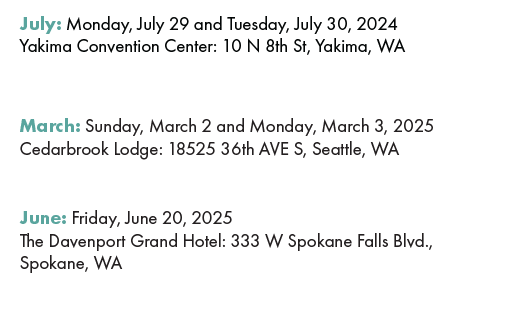 July: Monday, July 29 and Tuesday, July 30, 2024
Yakima Convention Center: 10 N 8th St, Yakima, WA
March: Sunday, March 2 and Monday, March 3, 2025
Cedarbrook Lodge: 18525 36th AVE S, Seattle, WA
June: Friday, June 20, 2025
The Davenport Grand Hotel: 333 W Spokane Falls Blvd.,
Spokane, WA